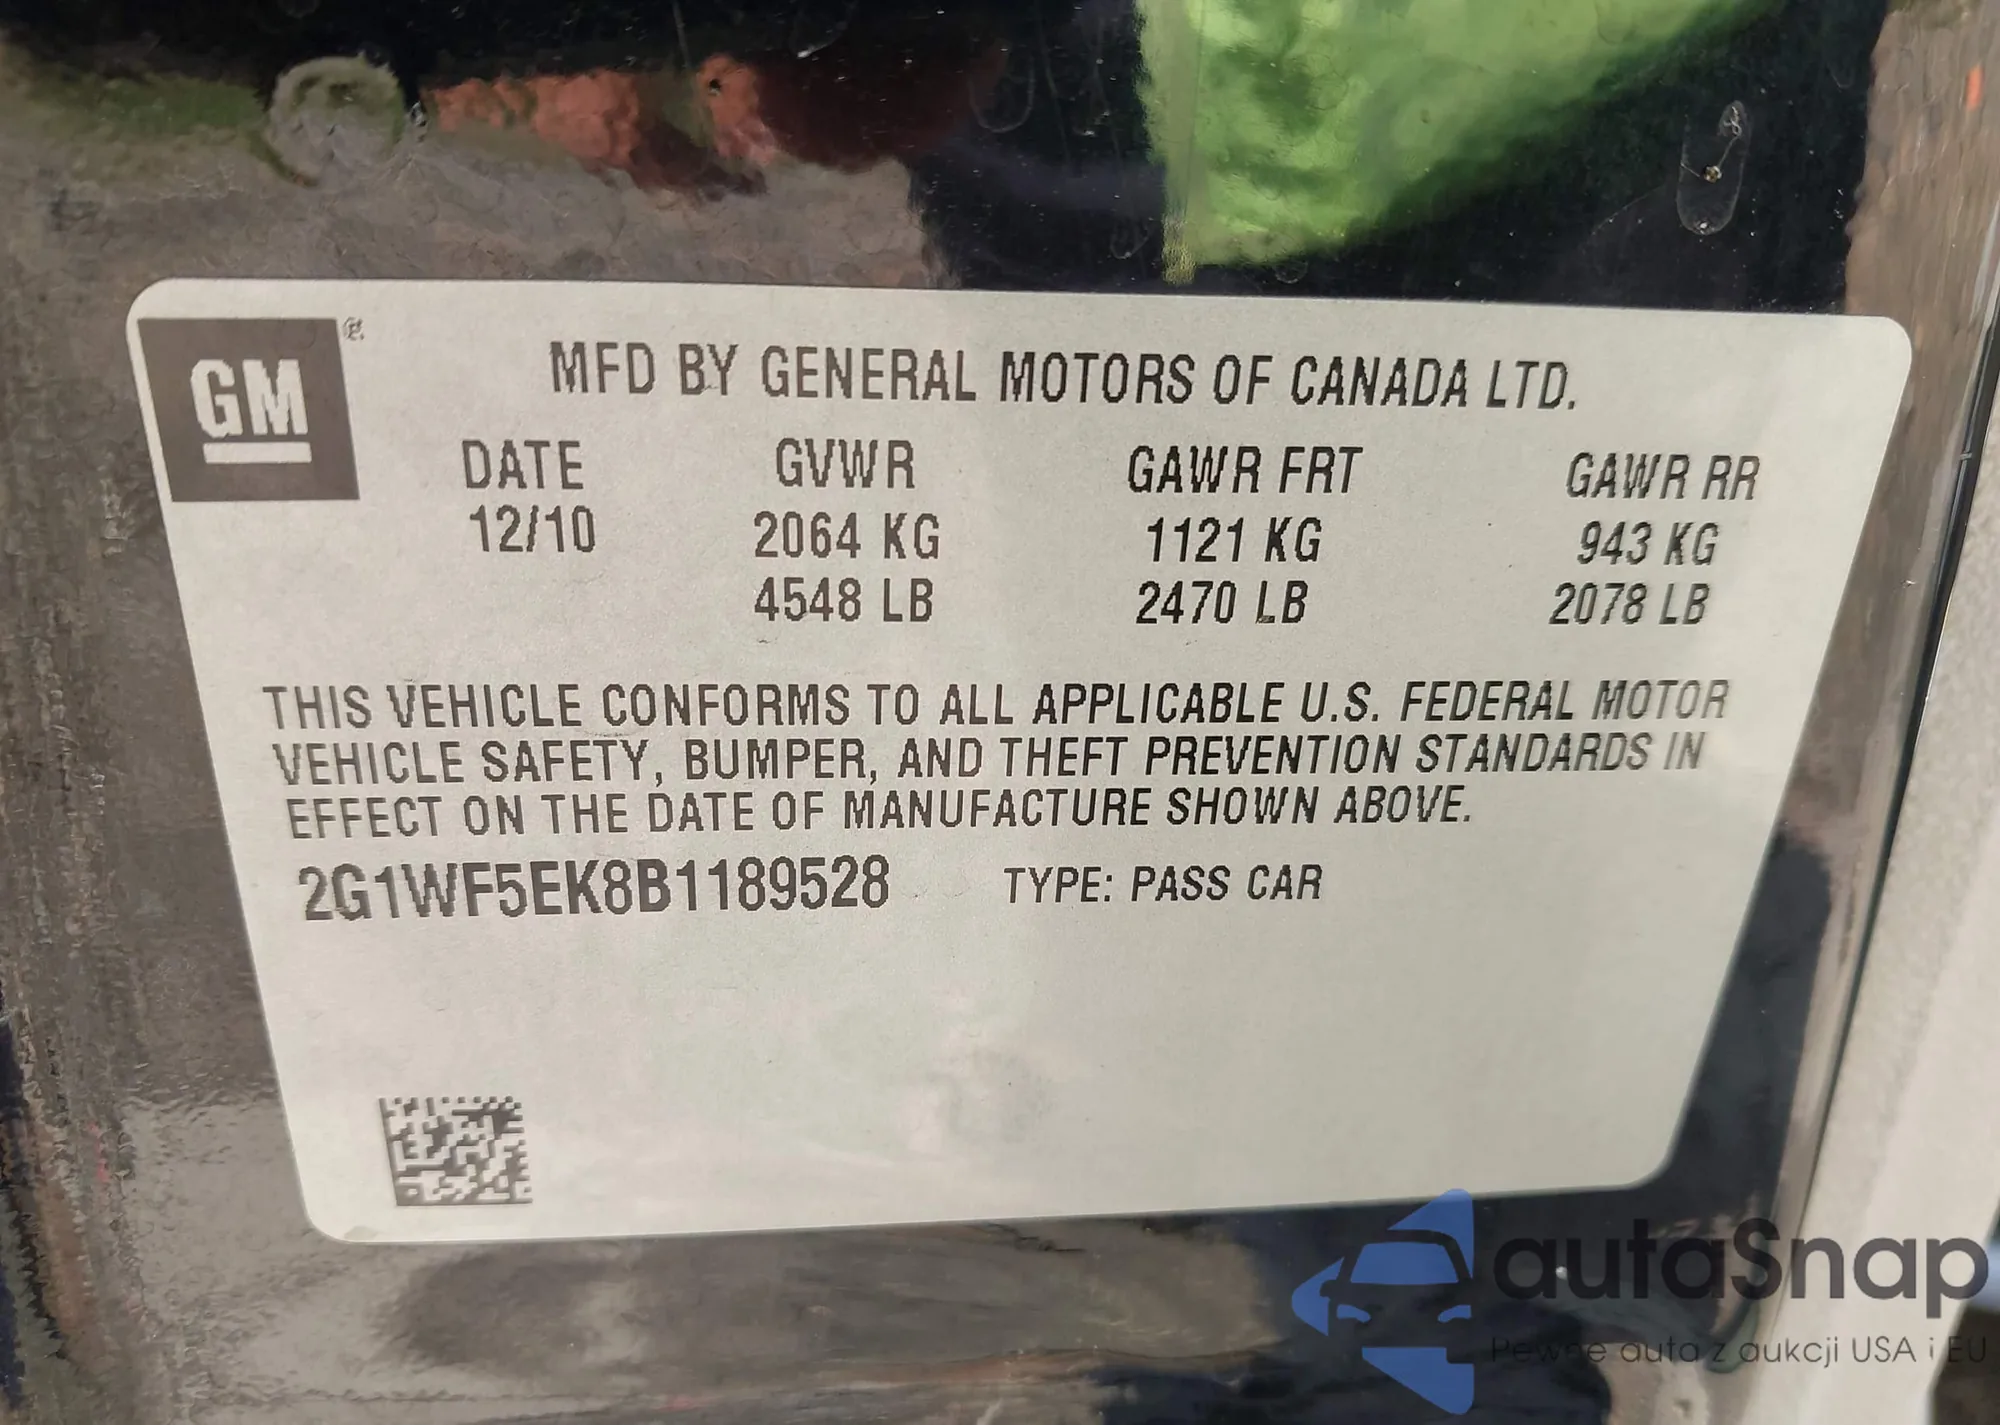 GM ®
MFD BY GENERAL MOTORS OF CANADA LTD.
DATE GVWR GAWR FRT GAWR RR
12/10 2064 KG 1121 KG 943 KG
4548 LB 2470 LB 2078 LB
THIS VEHICLE CONFORMS TO ALL APPLICABLE U.S. FEDERAL MOTOR
VEHICLE SAFETY, BUMPER, AND THEFT PREVENTION STANDARDS IN
EFFECT ON THE DATE OF MANUFACTURE SHOWN ABOVE.
2G1WF5EK8B1189528 TYPE: PASS CAR
autaSnap
Pewne auta z aukcji USA i EU